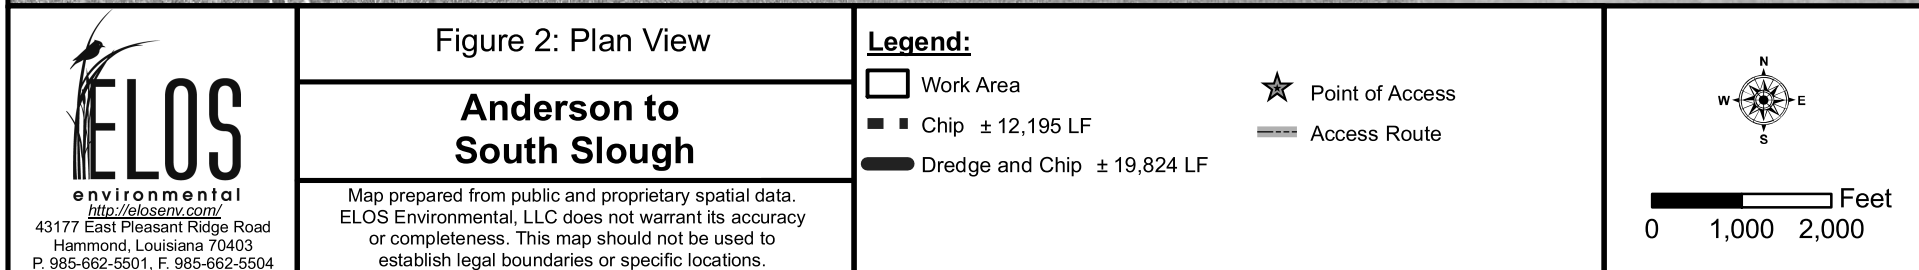 ELOS
environmental
http://elosenv.com/
43177 East Pleasant Ridge Road
Hammond, Louisiana 70403
P. 985-662-5501, F. 985-662-5504
Figure 2: Plan View
Anderson to
South Slough
Map prepared from public and proprietary spatial data.
ELOS Environmental, LLC does not warrant its accuracy
or completeness. This map should not be used to
establish legal boundaries or specific locations.
Legend:
Work Area
Chip ± 12,195 LF
Dredge and Chip ± 19,824 LF
Point of Access
Access Route
N
W E
S
Feet
0 1,000 2,000